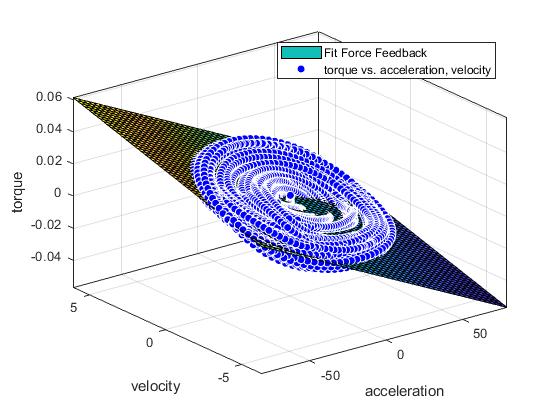 Fit Force Feedback
torque vs. acceleration, velocity
0.06
0.04
0.02
0
-0.02
-0.04
torque
5
0
-5
velocity
-50
0
50
acceleration